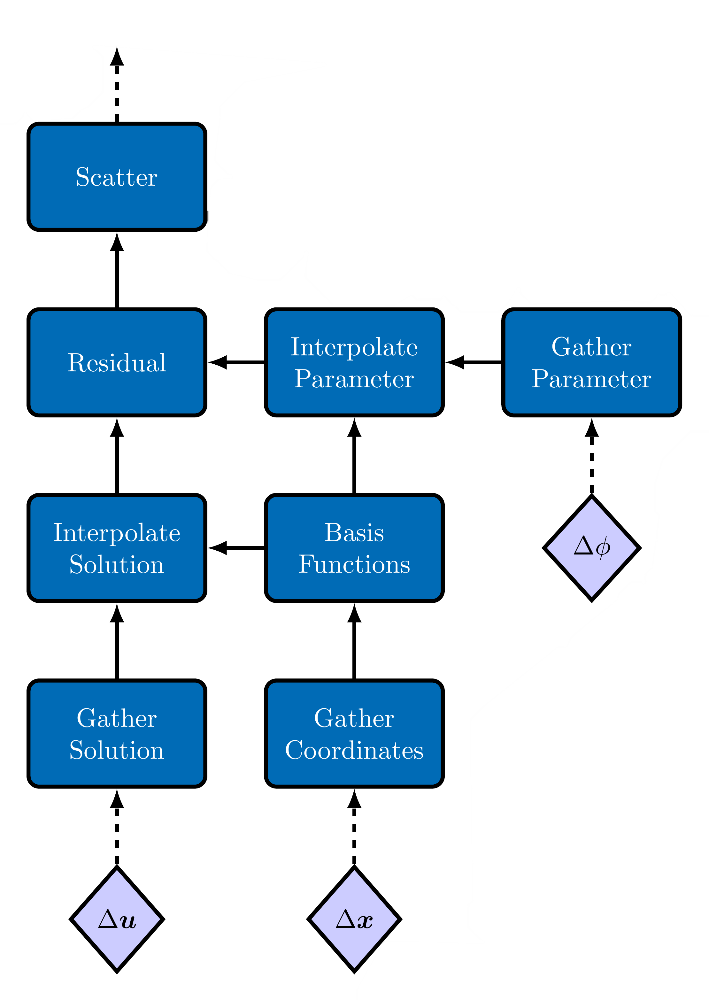 Scatter
Residual
Interpolate
Parameter
Gather
Parameter
Interpolate
Solution
Basis
Functions
Δϕ
Gather
Solution
Gather
Coordinates
Δ𝒖
Δ𝒙